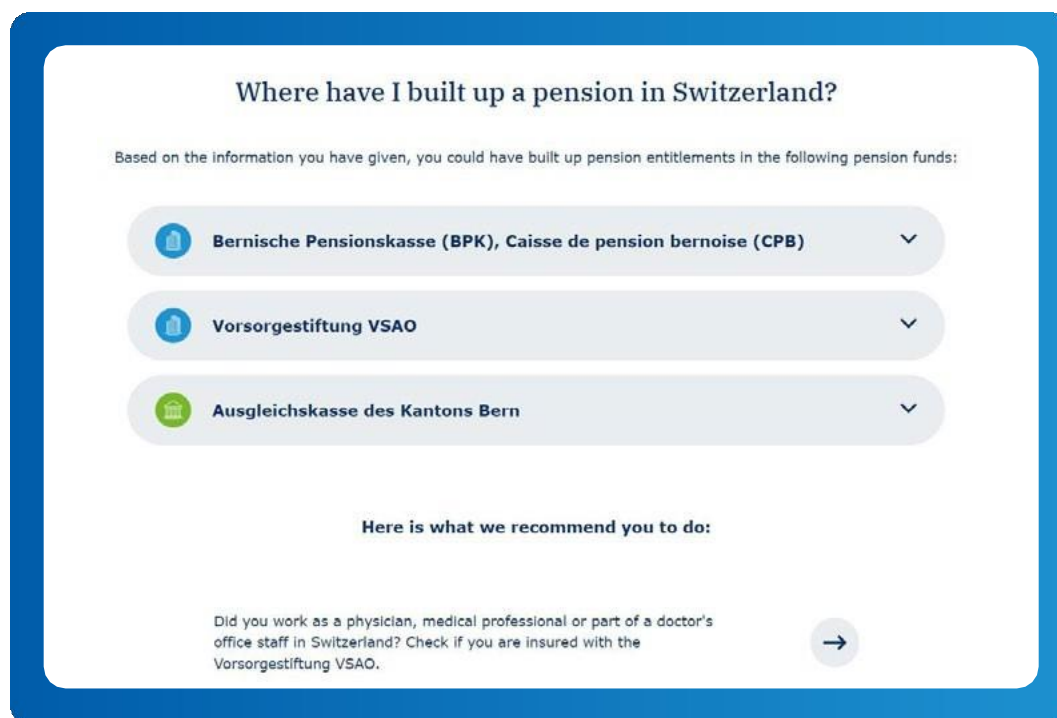 Where have I built up a pension in Switzerland?
Based on the information you have given, you could have built up pension entitlements in the following pension funds:
Bernische Pensionskasse (BPK), Caisse de pension bernoise (CPB)
Vorsorgestiftung VSAO
Ausgleichskasse des Kantons Bern
Here is what we recommend you to do:
Did you work as a physician, medical professional or part of a doctor's
office staff in Switzerland? Check if you are insured with the
Vorsorgestiftung VSAO.